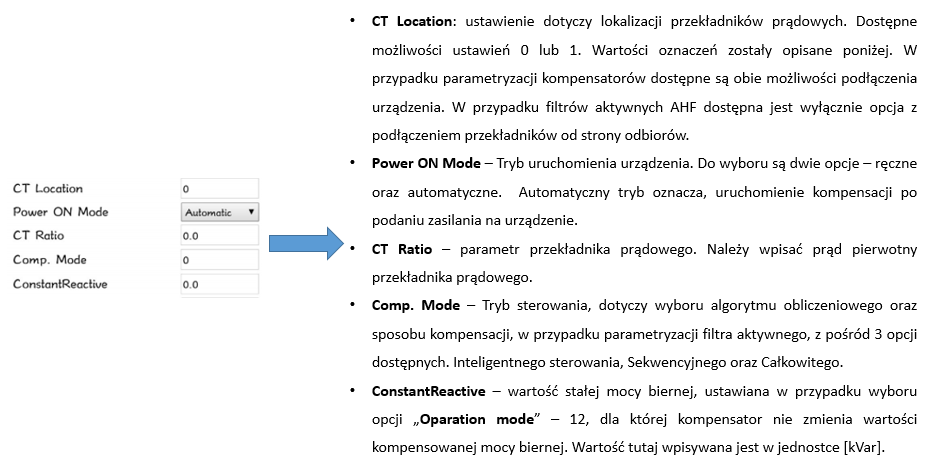 CT Location 0
Power ON Mode Automatic
CT Ratio 0.0
Comp. Mode 0
ConstantReactive 0.0
• CT Location: ustawienie dotyczy lokalizacji przekładników prądowych. Dostępne
możliwości ustawień 0 lub 1. Wartości oznaczeń zostały opisane poniżej. W
przypadku parametryzacji kompensatorów dostępne są obie możliwości podłączenia
urządzenia. W przypadku filtrów aktywnych AHF dostępna jest wyłącznie opcja z
podłączeniem przekładników od strony odbiorów.
• Power ON Mode – Tryb uruchomienia urządzenia. Do wyboru są dwie opcje – ręczne
oraz automatyczne. Automatyczny tryb oznacza, uruchomienie kompensacji po
podaniu zasilania na urządzenie.
• CT Ratio – parametr przekładnika prądowego. Należy wpisać prąd pierwotny
przekładnika prądowego.
• Comp. Mode – Tryb sterowania, dotyczy wyboru algorytmu obliczeniowego oraz
sposobu kompensacji, w przypadku parametryzacji filtra aktywnego, z pośród 3 opcji
dostępnych. Inteligentnego sterowania, Sekwencyjnego oraz Całkowitego.
• ConstantReactive – wartość stałej mocy biernej, ustawiana w przypadku wyboru
opcji „Oparation mode” – 12, dla której kompensator nie zmienia wartości
kompensowanej mocy biernej. Wartość tutaj wpisywana jest w jednostce [kVar].